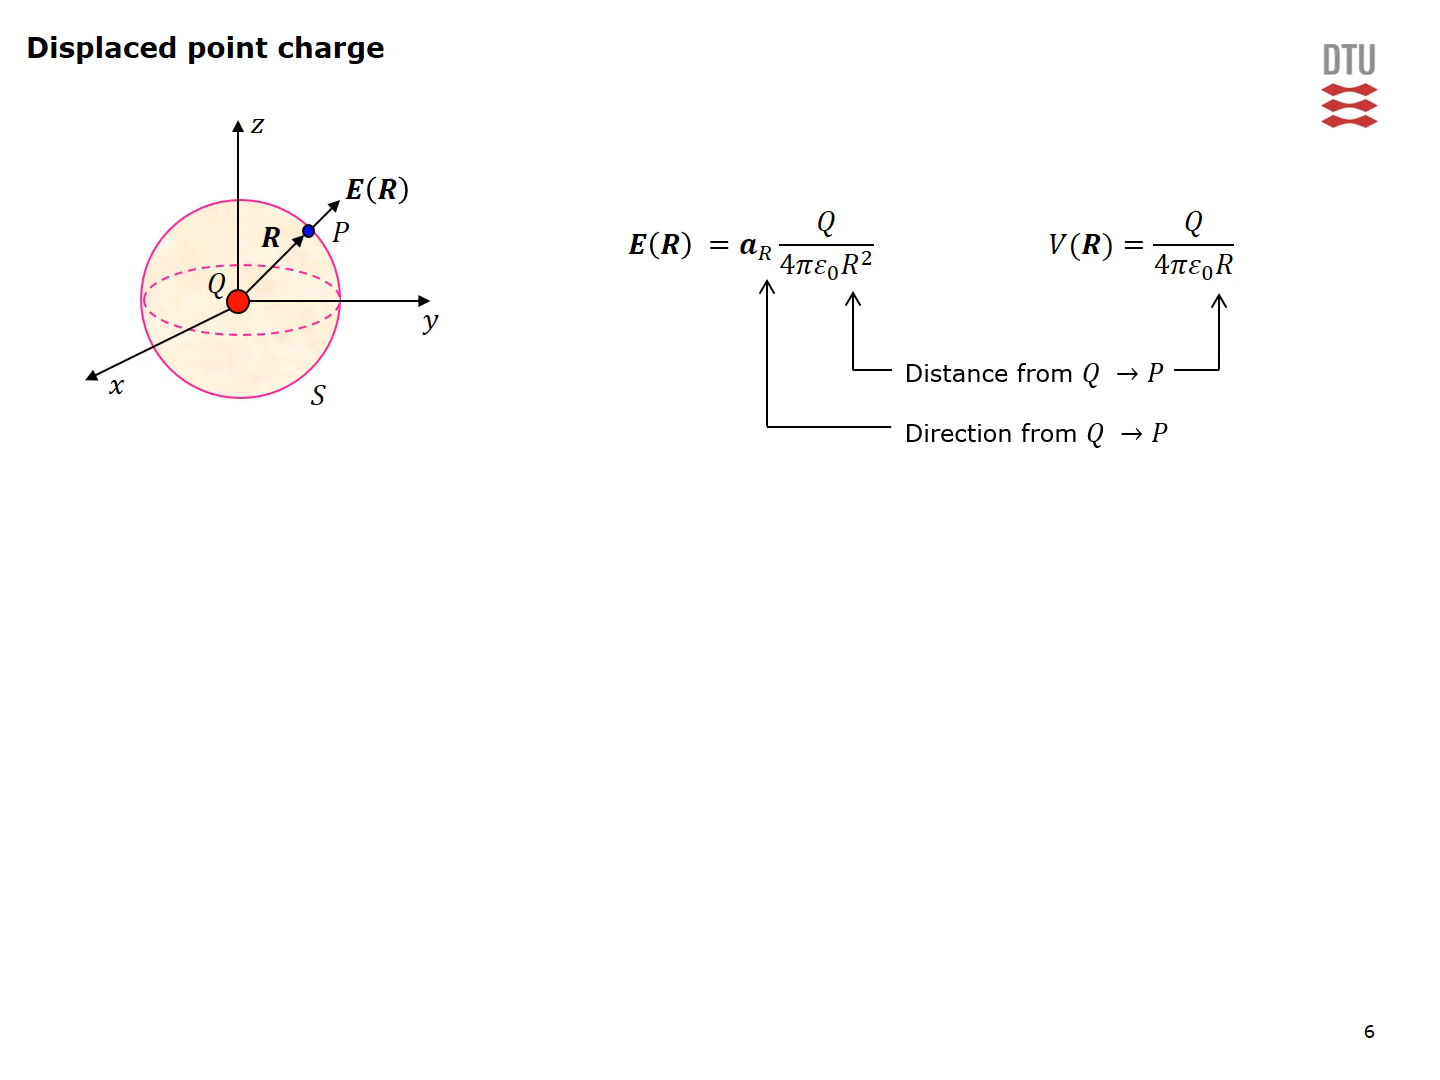 Displaced point charge
DTU
z
E(R)
R
P
Q
y
x
S
E(R) = a_R Q / (4πε₀R²)
V(R) = Q / (4πε₀R)
Distance from Q → P
Direction from Q → P
6